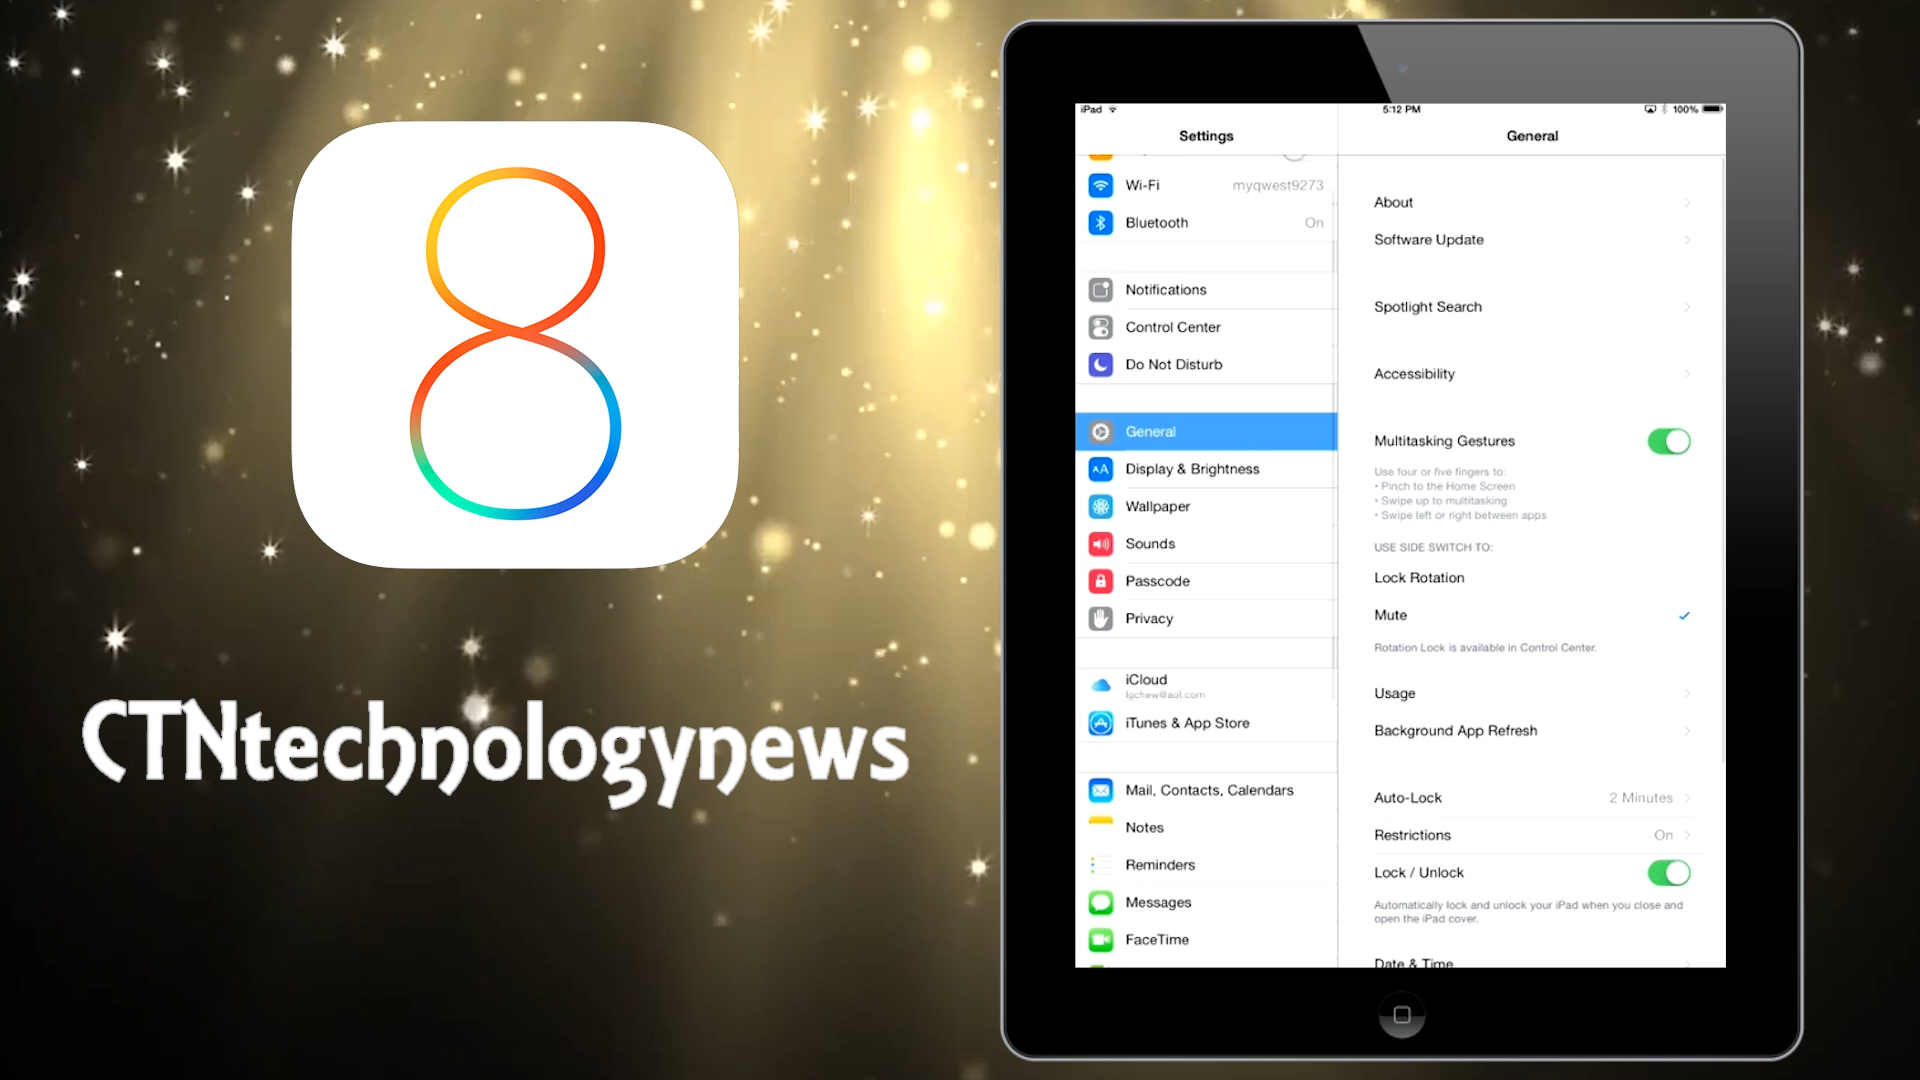 8
CTNtechnologynews
iPad
5:12 PM
100%
Settings
General
Wi-Fi
myqwest9273
Bluetooth
On
Notifications
Control Center
Do Not Disturb
General
Display & Brightness
AA
Wallpaper
Sounds
Passcode
Privacy
iCloud
lgchew@aol.com
iTunes & App Store
Mail, Contacts, Calendars
Notes
Reminders
Messages
FaceTime
About
Software Update
Spotlight Search
Accessibility
Multitasking Gestures
Use four or five fingers to:
• Pinch to the Home Screen
• Swipe up to multitasking
• Swipe left or right between apps
USE SIDE SWITCH TO:
Lock Rotation
Mute
Rotation Lock is available in Control Center.
Usage
Background App Refresh
Auto-Lock
2 Minutes
Restrictions
On
Lock / Unlock
Automatically lock and unlock your iPad when you close and
open the iPad cover.
Date & Time